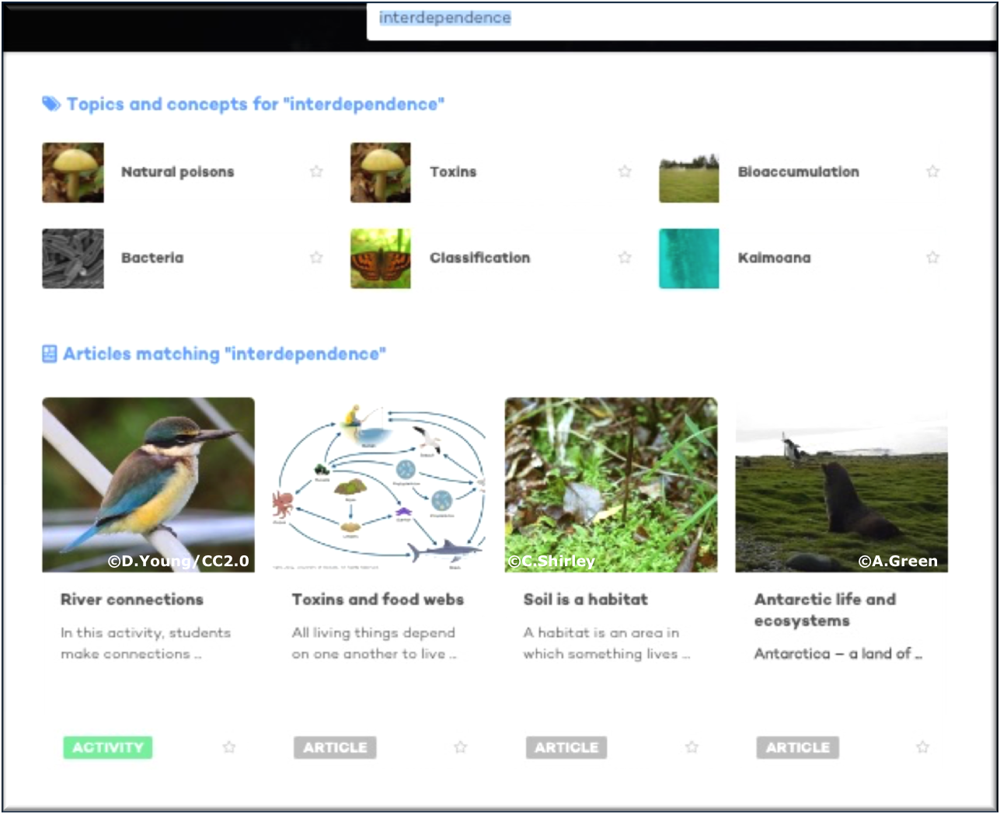 interdependence
Topics and concepts for "interdependence"
Natural poisons
Toxins
Bioaccumulation
Bacteria
Classification
Kaimoana
Articles matching "interdependence"
©D.Young/CC2.0
©C.Shirley
©A.Green
River connections
In this activity, students
make connections ...
Toxins and food webs
All living things depend
on one another to live ...
Soil is a habitat
A habitat is an area in
which something lives ...
Antarctic life and
ecosystems
Antarctica – a land of ...
ACTIVITY
ARTICLE
ARTICLE
ARTICLE